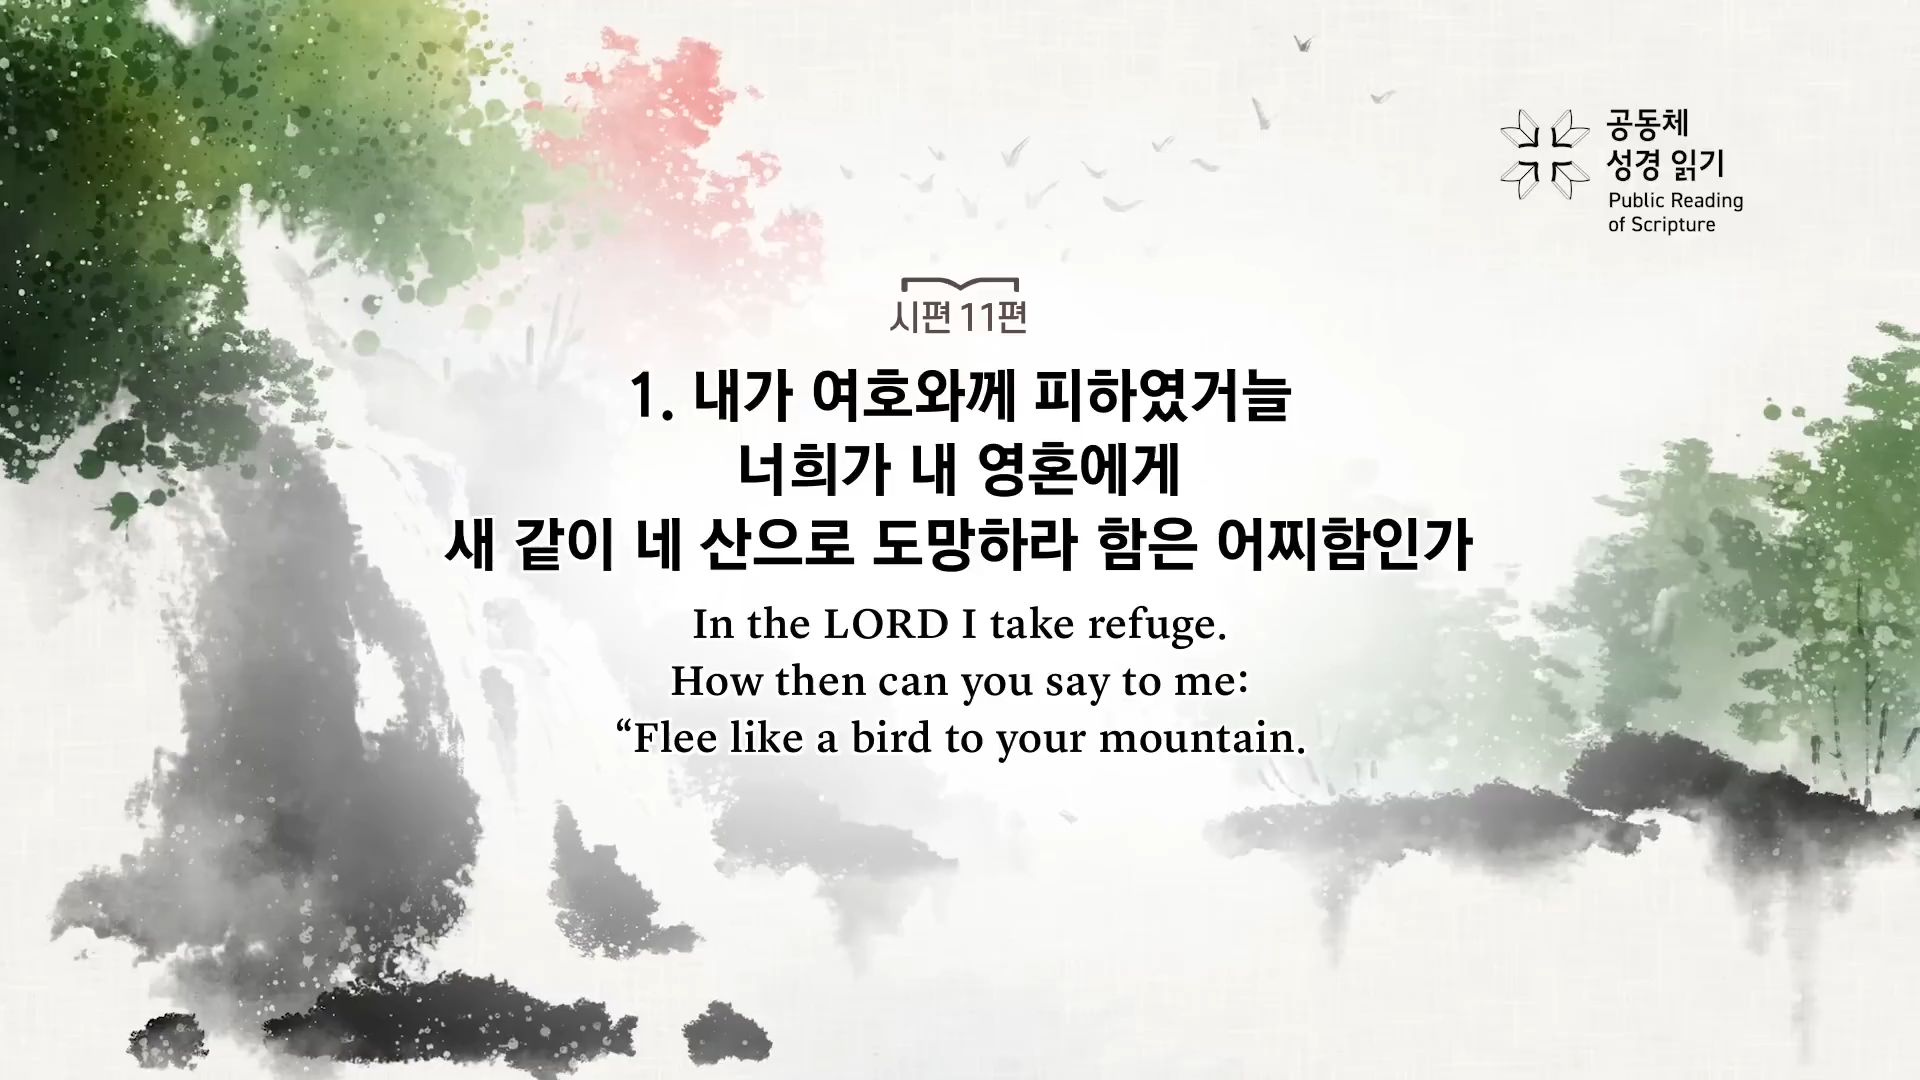 공동체
성경 읽기
Public Reading
of Scripture
시편 11편
1. 내가 여호와께 피하였거늘
너희가 내 영혼에게
새 같이 네 산으로 도망하라 함은 어찌함인가
In the LORD I take refuge.
How then can you say to me:
“Flee like a bird to your mountain.